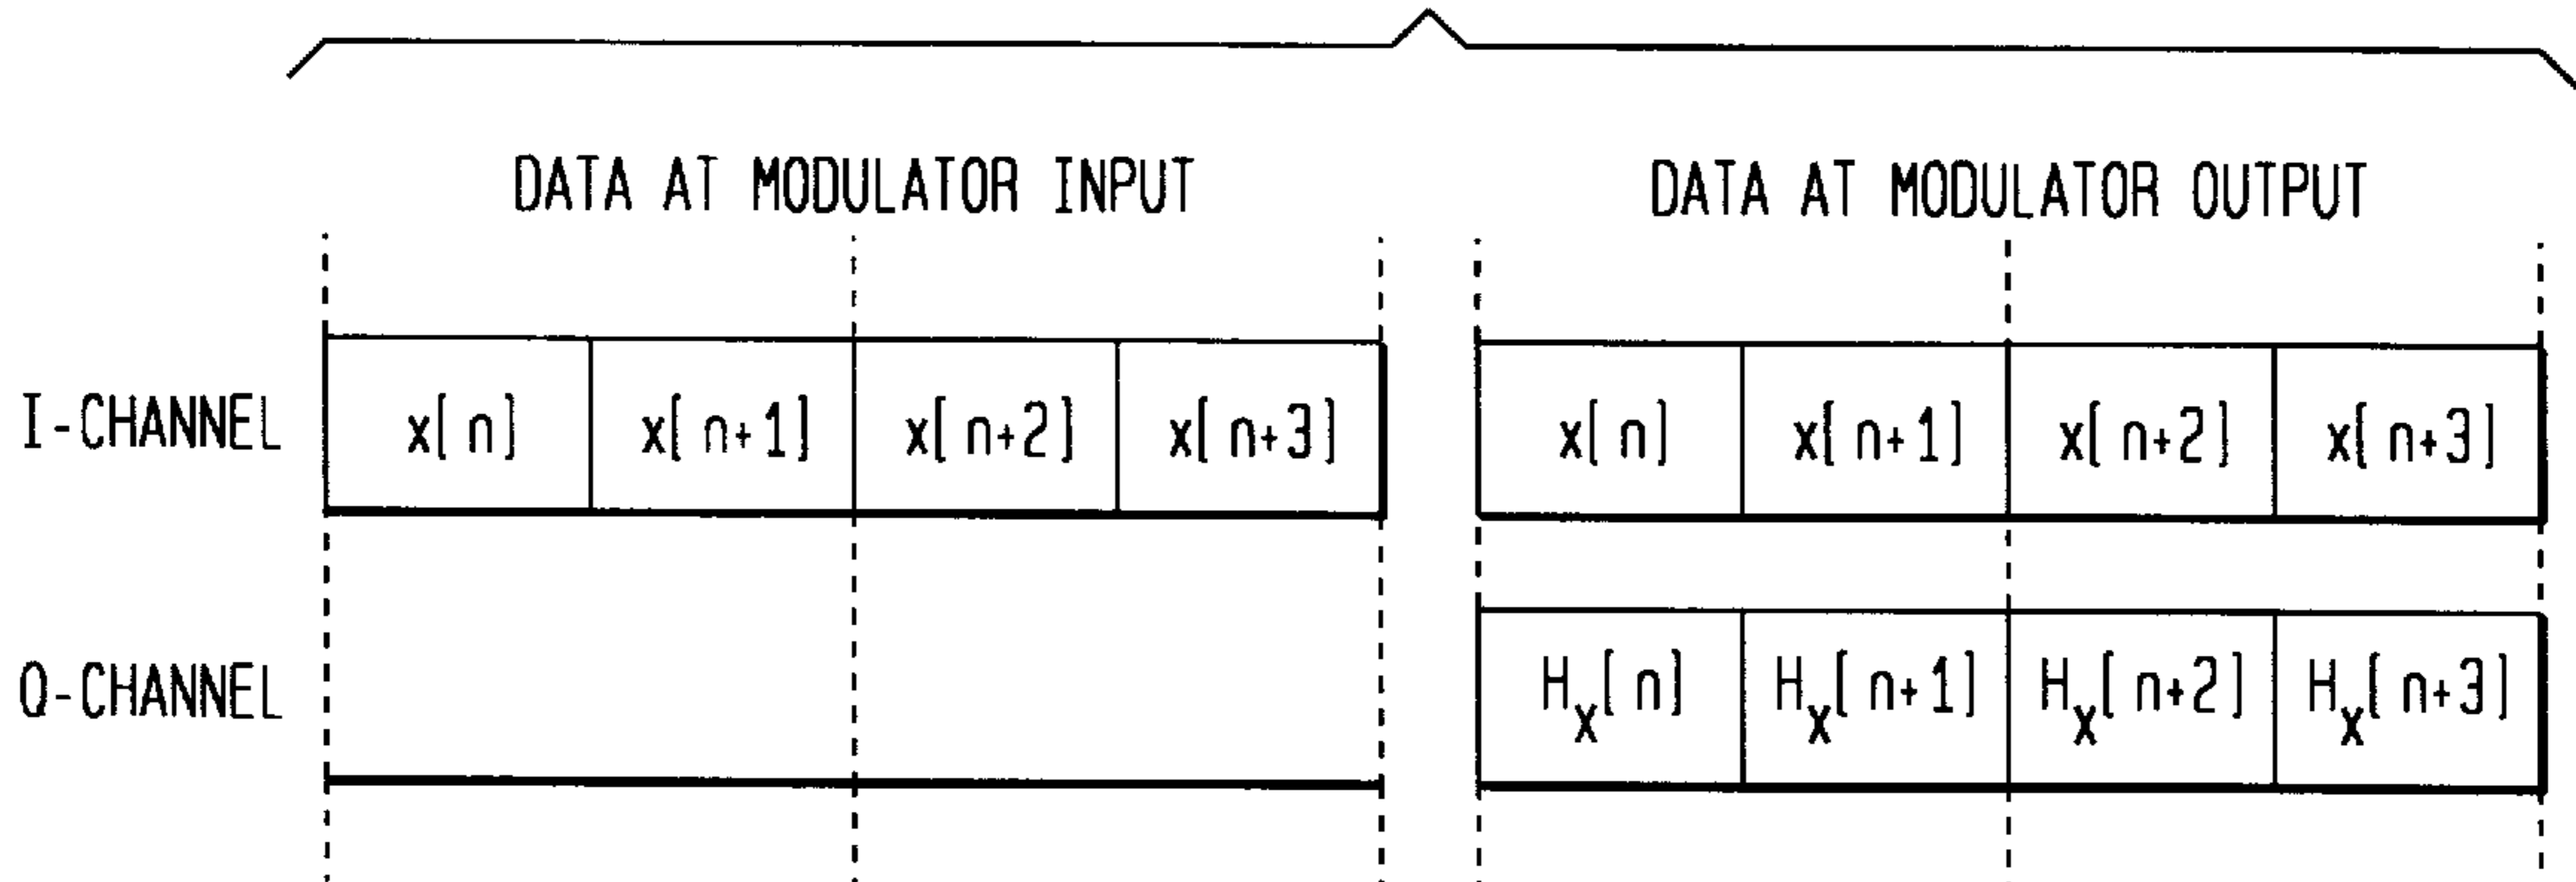 DATA AT MODULATOR INPUT
DATA AT MODULATOR OUTPUT
I-CHANNEL x[n] x[n+1] x[n+2] x[n+3] x[n] x[n+1] x[n+2] x[n+3]
Q-CHANNEL Hx[n] Hx[n+1] Hx[n+2] Hx[n+3]